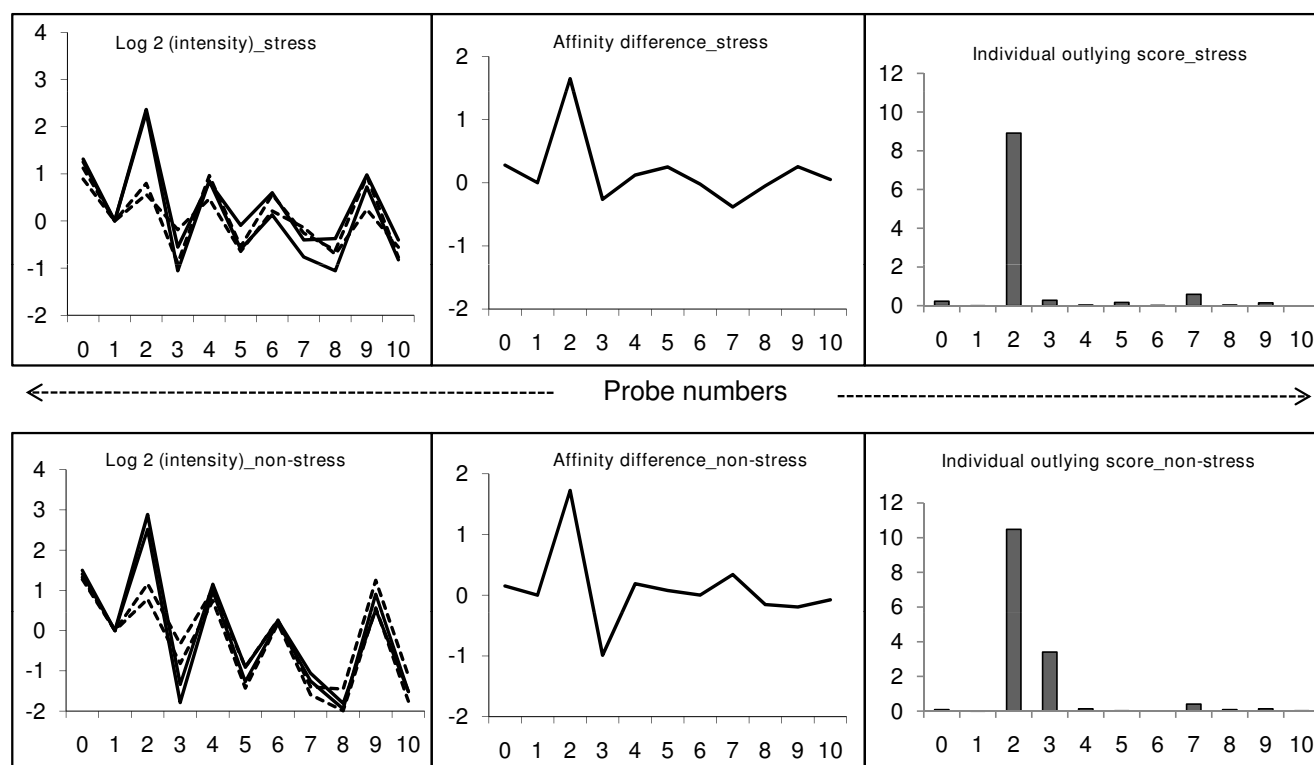 Log 2 (intensity)_stress
4
3
2
1
0
-1
-2
0 1 2 3 4 5 6 7 8 9 10
Affinity difference_stress
2
1
0
-1
-2
0 1 2 3 4 5 6 7 8 9 10
Individual outlying score_stress
12
10
8
6
4
2
0
0 1 2 3 4 5 6 7 8 9 10
Probe numbers
Log 2 (intensity)_non-stress
4
3
2
1
0
-1
-2
0 1 2 3 4 5 6 7 8 9 10
Affinity difference_non-stress
2
1
0
-1
-2
0 1 2 3 4 5 6 7 8 9 10
Individual outlying score_non-stress
12
10
8
6
4
2
0
0 1 2 3 4 5 6 7 8 9 10